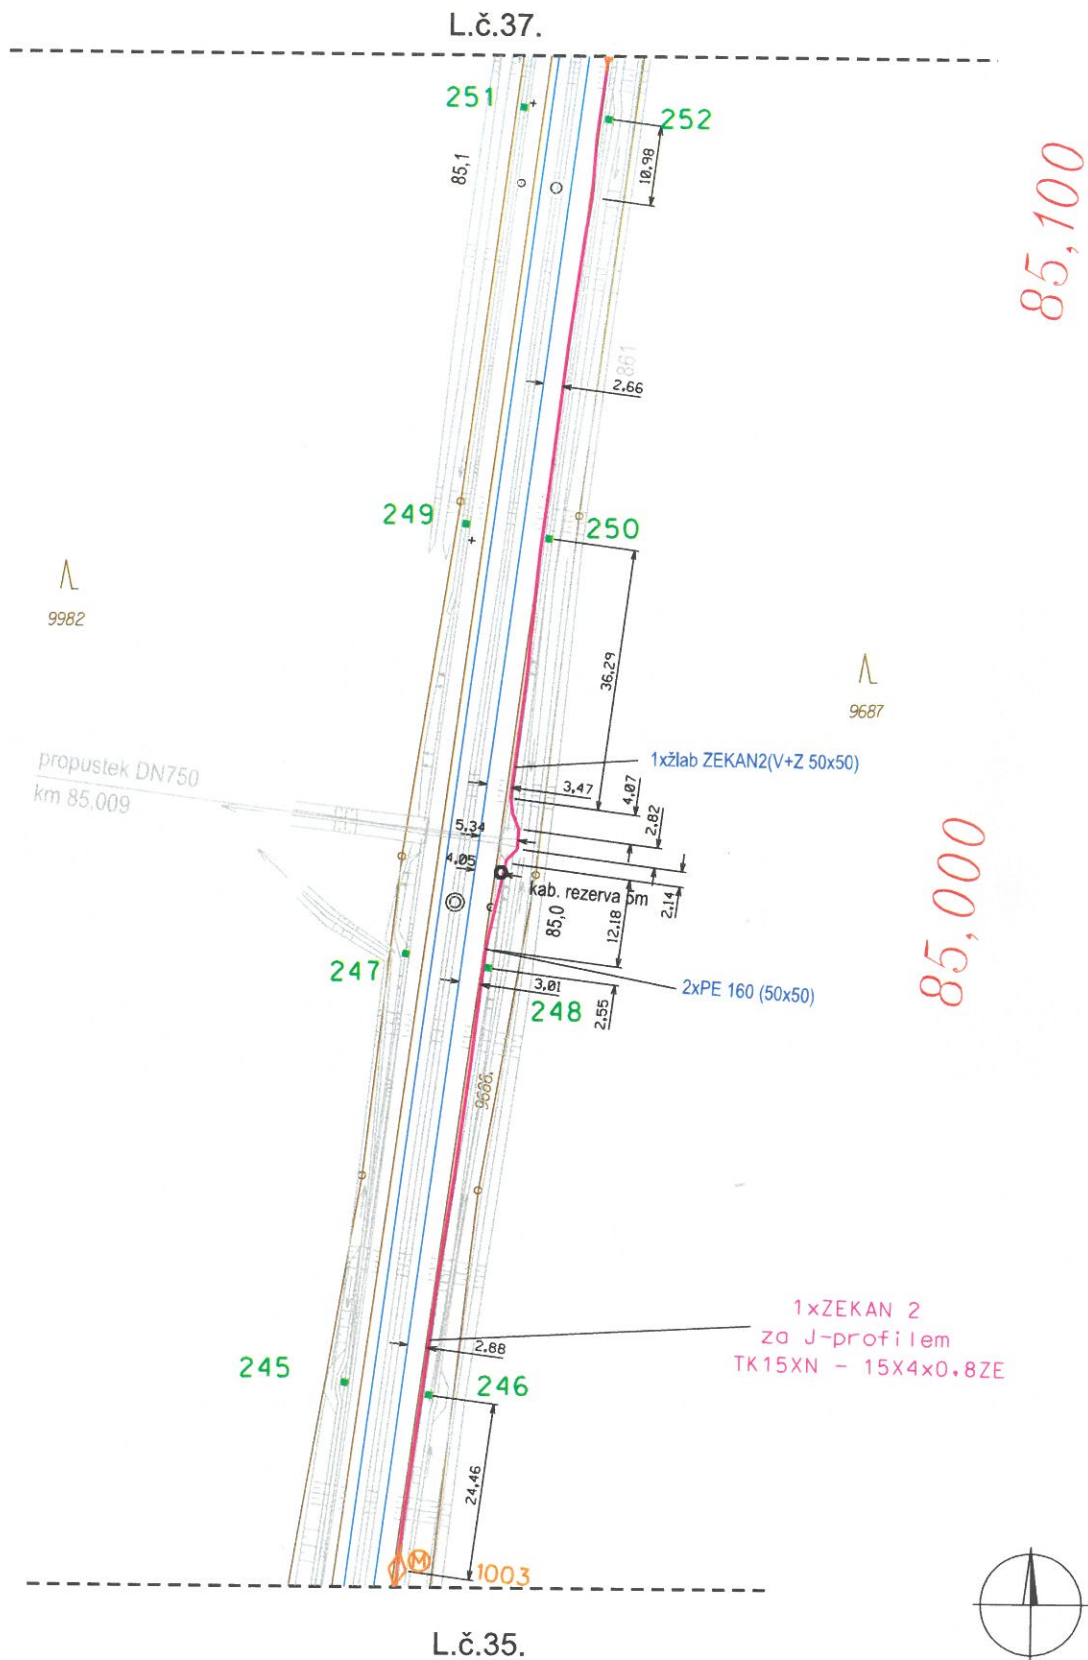 L.č.37.
251
252
85,1
10.98
85,100
861
2.66
249
250
9982
36.29
9687
propustek DN750
km 85.009
1xžlab ZEKAN2(V+Z 50x50)
3.47
4.07
5.34
2.82
4.05
kab. rezerva 5m
2.14
85,0
12.18
85,000
247
2xPE 160 (50x50)
3.01
248
2.55
9686
1xZEKAN 2
za J-profilem
TK15XN - 15X4x0.8ZE
2.88
245
246
24.46
M
1003
L.č.35.